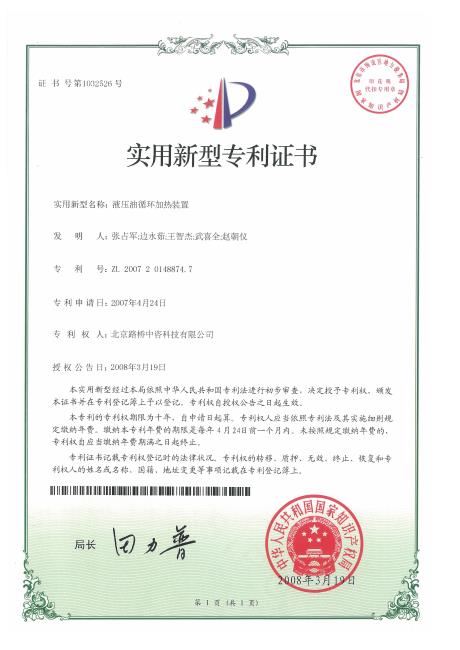 证 书 号第1032526号
印 花 税
代扣专用章
实用新型专利证书
实用新型名称：液压油循环加热装置
发 明 人：张占军;边永茹;王智杰;武喜全;赵朝仪
专 利 号：ZL 2007 2 0148874.7
专利申请日：2007年4月24日
专 利 权 人：北京路桥中咨科技有限公司
授权公告日：2008年3月19日
本实用新型经过本局依照中华人民共和国专利法进行初步审查，决定授予专利权，颁发
本证书并在专利登记簿上予以登记。专利权自授权公告之日起生效。
本专利的专利权期限为十年，自申请日起算。专利权人应当依照专利法及其实施细则规
定缴纳年费。缴纳本专利年费的期限是每年 4 月 24 日前一个月内。未按照规定缴纳年费的，
专利权自应当缴纳年费期满之日起终止。
专利证书记载专利权登记时的法律状况。专利权的转移、质押、无效、终止、恢复和专
利权人的姓名或名称、国籍、地址变更等事项记载在专利登记簿上。
局长 田力普
中华人民共和国国家知识产权局
2008年3月19日
第 1 页 (共 1 页)